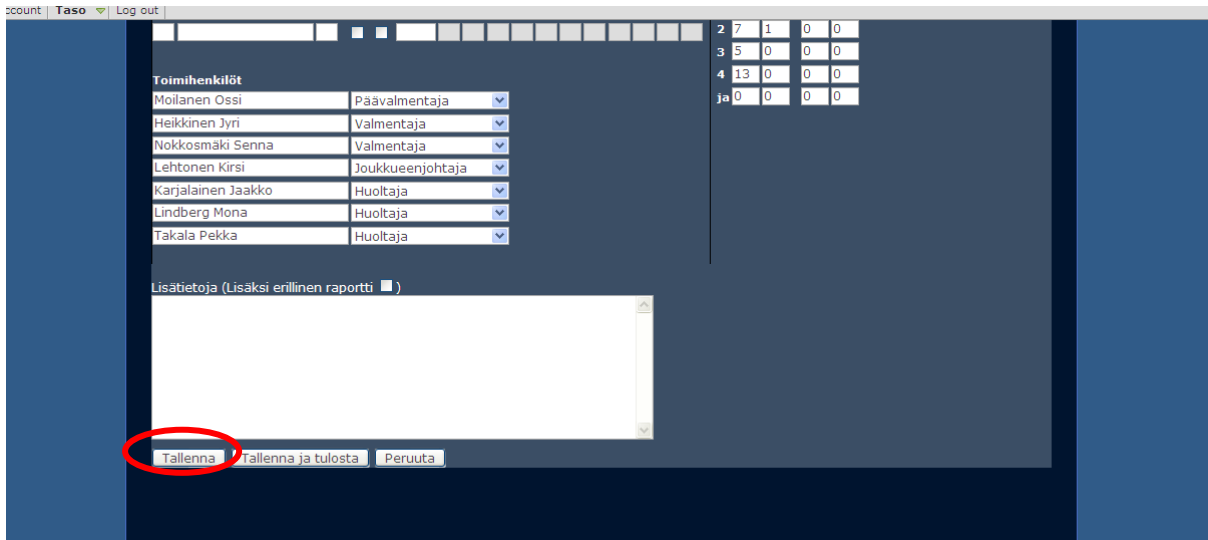 ccount | Taso | Log out |
2 7 1 0 0
3 5 0 0 0
4 13 0 0 0
ja 0 0 0 0
Toimihenkilöt
Moilanen Ossi Päävalmentaja
Heikkinen Jyri Valmentaja
Nokkosmäki Senna Valmentaja
Lehtonen Kirsi Joukkueenjohtaja
Karjalainen Jaakko Huoltaja
Lindberg Mona Huoltaja
Takala Pekka Huoltaja
Lisätietoja (Lisäksi erillinen raportti )
Tallenna Tallenna ja tulosta Peruuta